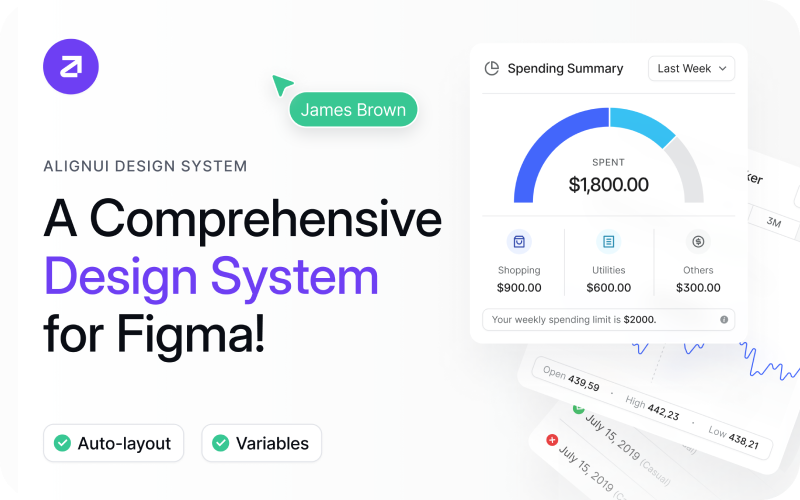 James Brown
ALIGNUI DESIGN SYSTEM
A Comprehensive
Design System
for Figma!
Auto-layout
Variables
Spending Summary
Last Week
SPENT
$1,800.00
Shopping
$900.00
Utilities
$600.00
Others
$300.00
Your weekly spending limit is $2000.
3M
Open 439,59
High 442,23
Low 438,21
July 15, 2019
July 15, 2019 (Casual)